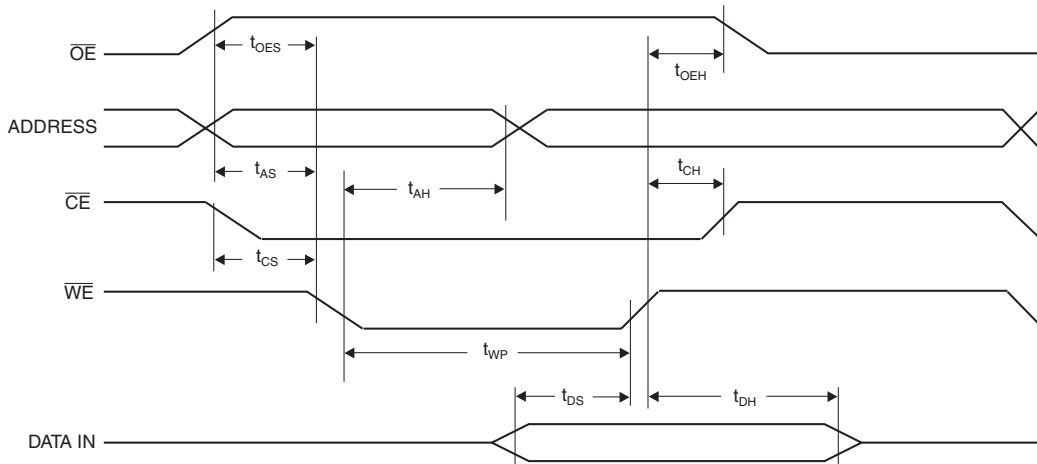 OE
tOES
tOEH
ADDRESS
tAS
tAH
tCH
CE
tCS
WE
tWP
tDS
tDH
DATA IN